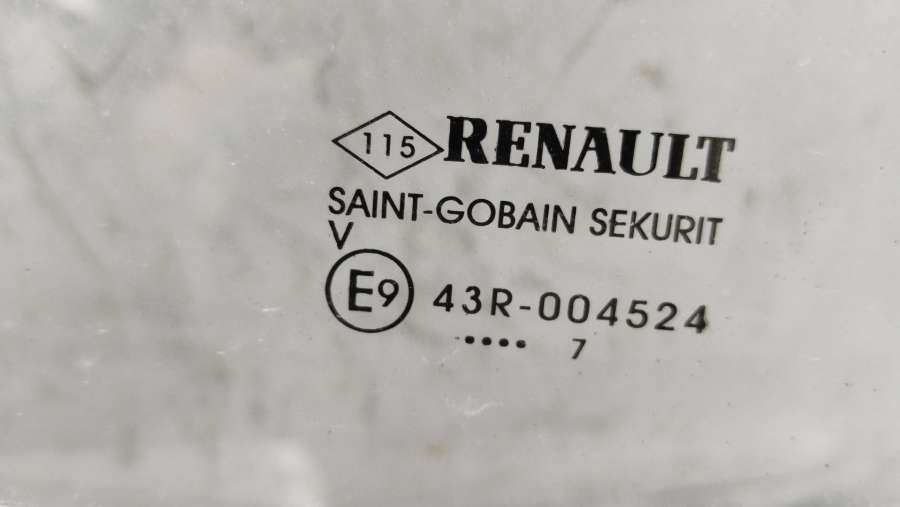 115 RENAULT
SAINT-GOBAIN SEKURIT
V
E9 43R-004524
•••• 7